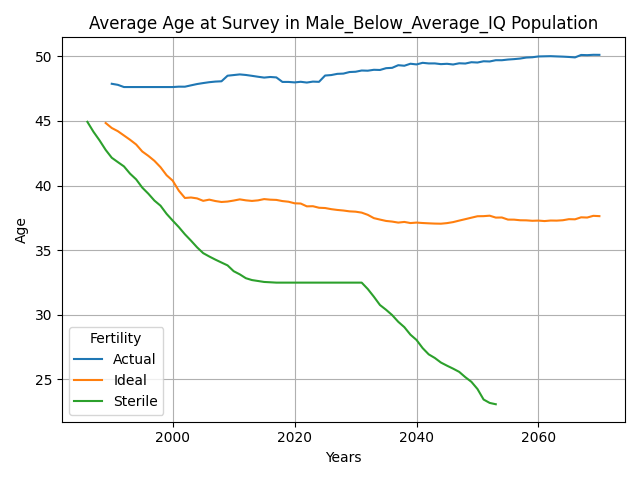 Average Age at Survey in Male_Below_Average_IQ Population
50
45
40
35
30
25
Age
Fertility
Actual
Ideal
Sterile
2000
2020
2040
2060
Years